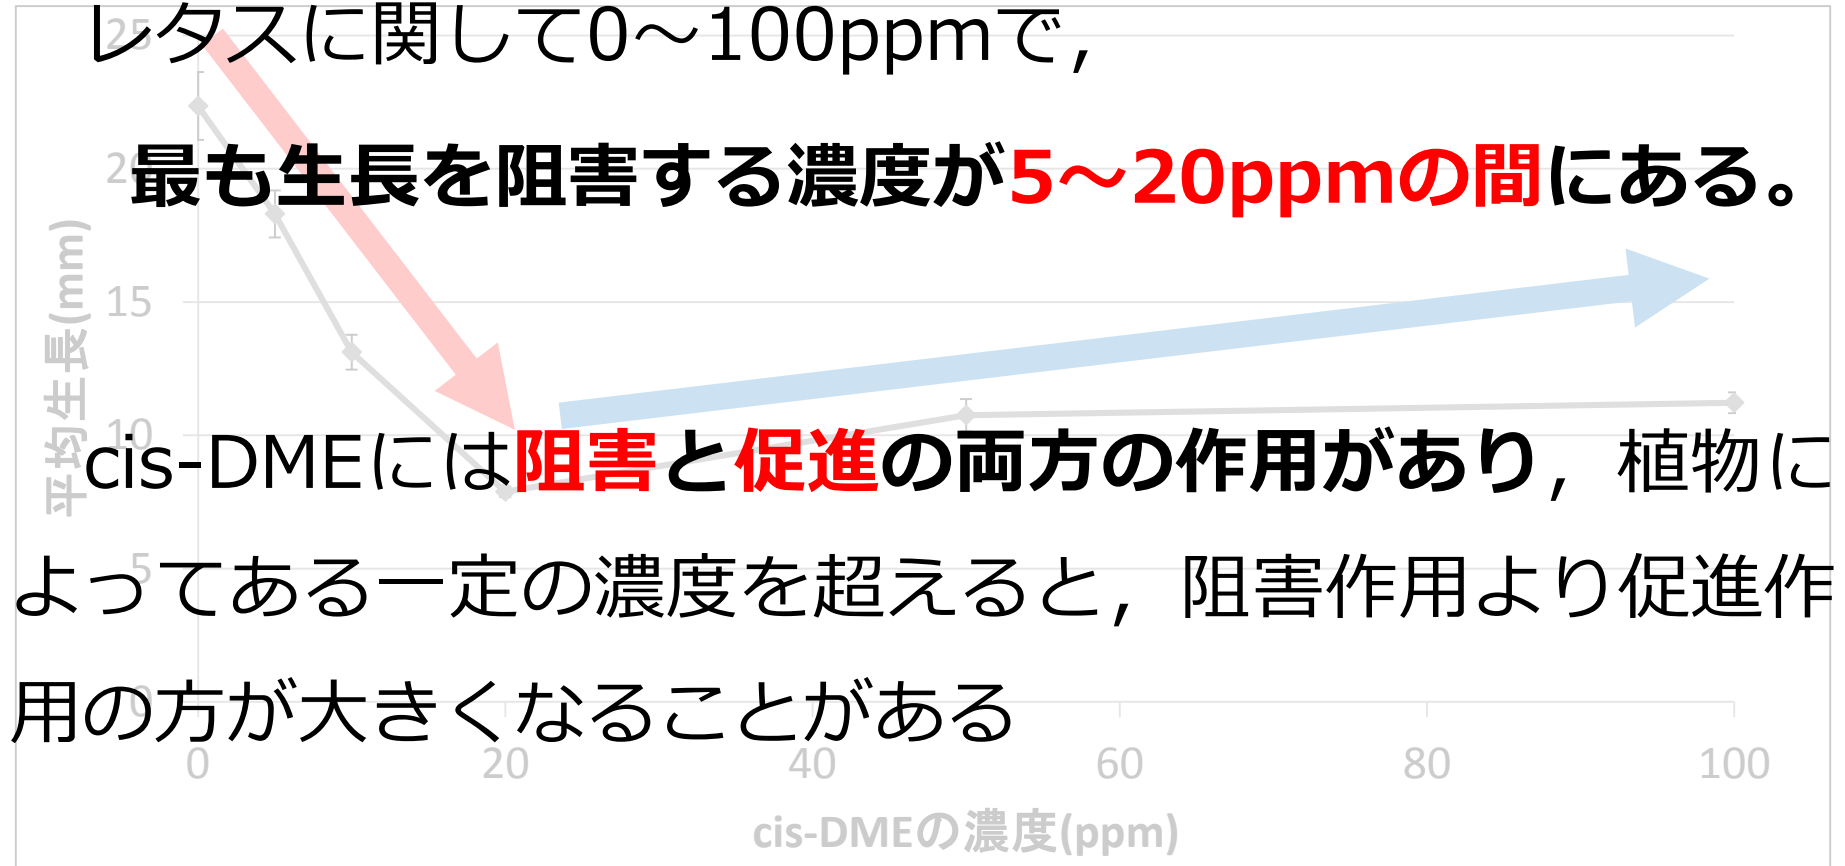 レタスに関して0～100ppmで，
最も生長を阻害する濃度が5～20ppmの間にある。
cis-DMEには阻害と促進の両方の作用があり，植物に
よってある一定の濃度を超えると，阻害作用より促進作
用の方が大きくなることがある
平均生長(mm)
25
20
15
10
5
0
0 20 40 60 80 100
cis-DMEの濃度(ppm)